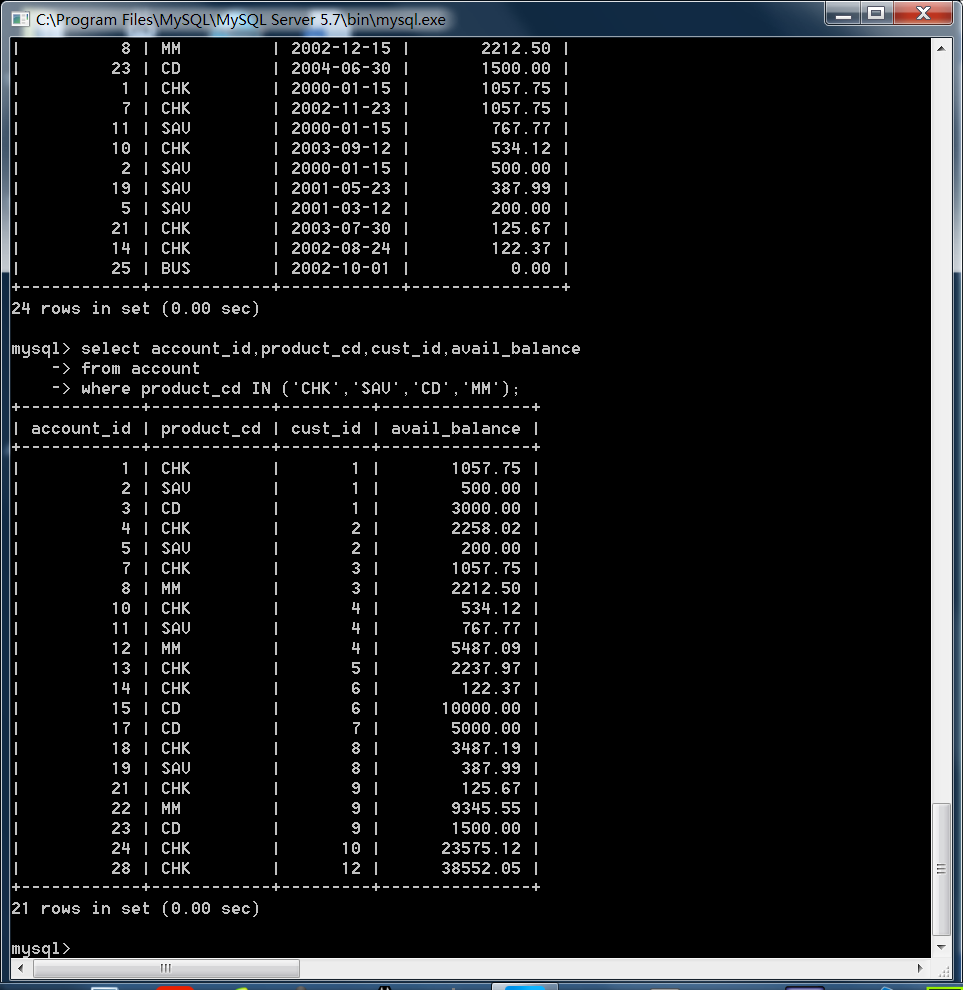 C:\Program Files\MySQL\MySQL Server 5.7\bin\mysql.exe
|          8 | MM         | 2002-12-15 |       2212.50 |
|         23 | CD         | 2004-06-30 |       1500.00 |
|          1 | CHK        | 2000-01-15 |       1057.75 |
|          7 | CHK        | 2002-11-23 |       1057.75 |
|         11 | SAV        | 2000-01-15 |        767.77 |
|         10 | CHK        | 2003-09-12 |        534.12 |
|          2 | SAV        | 2000-01-15 |        500.00 |
|         19 | SAV        | 2001-05-23 |        387.99 |
|          5 | SAV        | 2001-03-12 |        200.00 |
|         21 | CHK        | 2003-07-30 |        125.67 |
|         14 | CHK        | 2002-08-24 |        122.37 |
|         25 | BUS        | 2002-10-01 |          0.00 |
+------------+------------+------------+---------------+
24 rows in set (0.00 sec)
mysql> select account_id,product_cd,cust_id,avail_balance
    -> from account
    -> where product_cd IN ('CHK','SAV','CD','MM');
+------------+------------+---------+---------------+
| account_id | product_cd | cust_id | avail_balance |
+------------+------------+---------+---------------+
|          1 | CHK        |       1 |       1057.75 |
|          2 | SAV        |       1 |        500.00 |
|          3 | CD         |       1 |       3000.00 |
|          4 | CHK        |       2 |       2258.02 |
|          5 | SAV        |       2 |        200.00 |
|          7 | CHK        |       3 |       1057.75 |
|          8 | MM         |       3 |       2212.50 |
|         10 | CHK        |       4 |        534.12 |
|         11 | SAV        |       4 |        767.77 |
|         12 | MM         |       4 |       5487.09 |
|         13 | CHK        |       5 |       2237.97 |
|         14 | CHK        |       6 |        122.37 |
|         15 | CD         |       6 |      10000.00 |
|         17 | CD         |       7 |       5000.00 |
|         18 | CHK        |       8 |       3487.19 |
|         19 | SAV        |       8 |        387.99 |
|         21 | CHK        |       9 |        125.67 |
|         22 | MM         |       9 |       9345.55 |
|         23 | CD         |       9 |       1500.00 |
|         24 | CHK        |      10 |      23575.12 |
|         28 | CHK        |      12 |      38552.05 |
+------------+------------+---------+---------------+
21 rows in set (0.00 sec)
mysql>